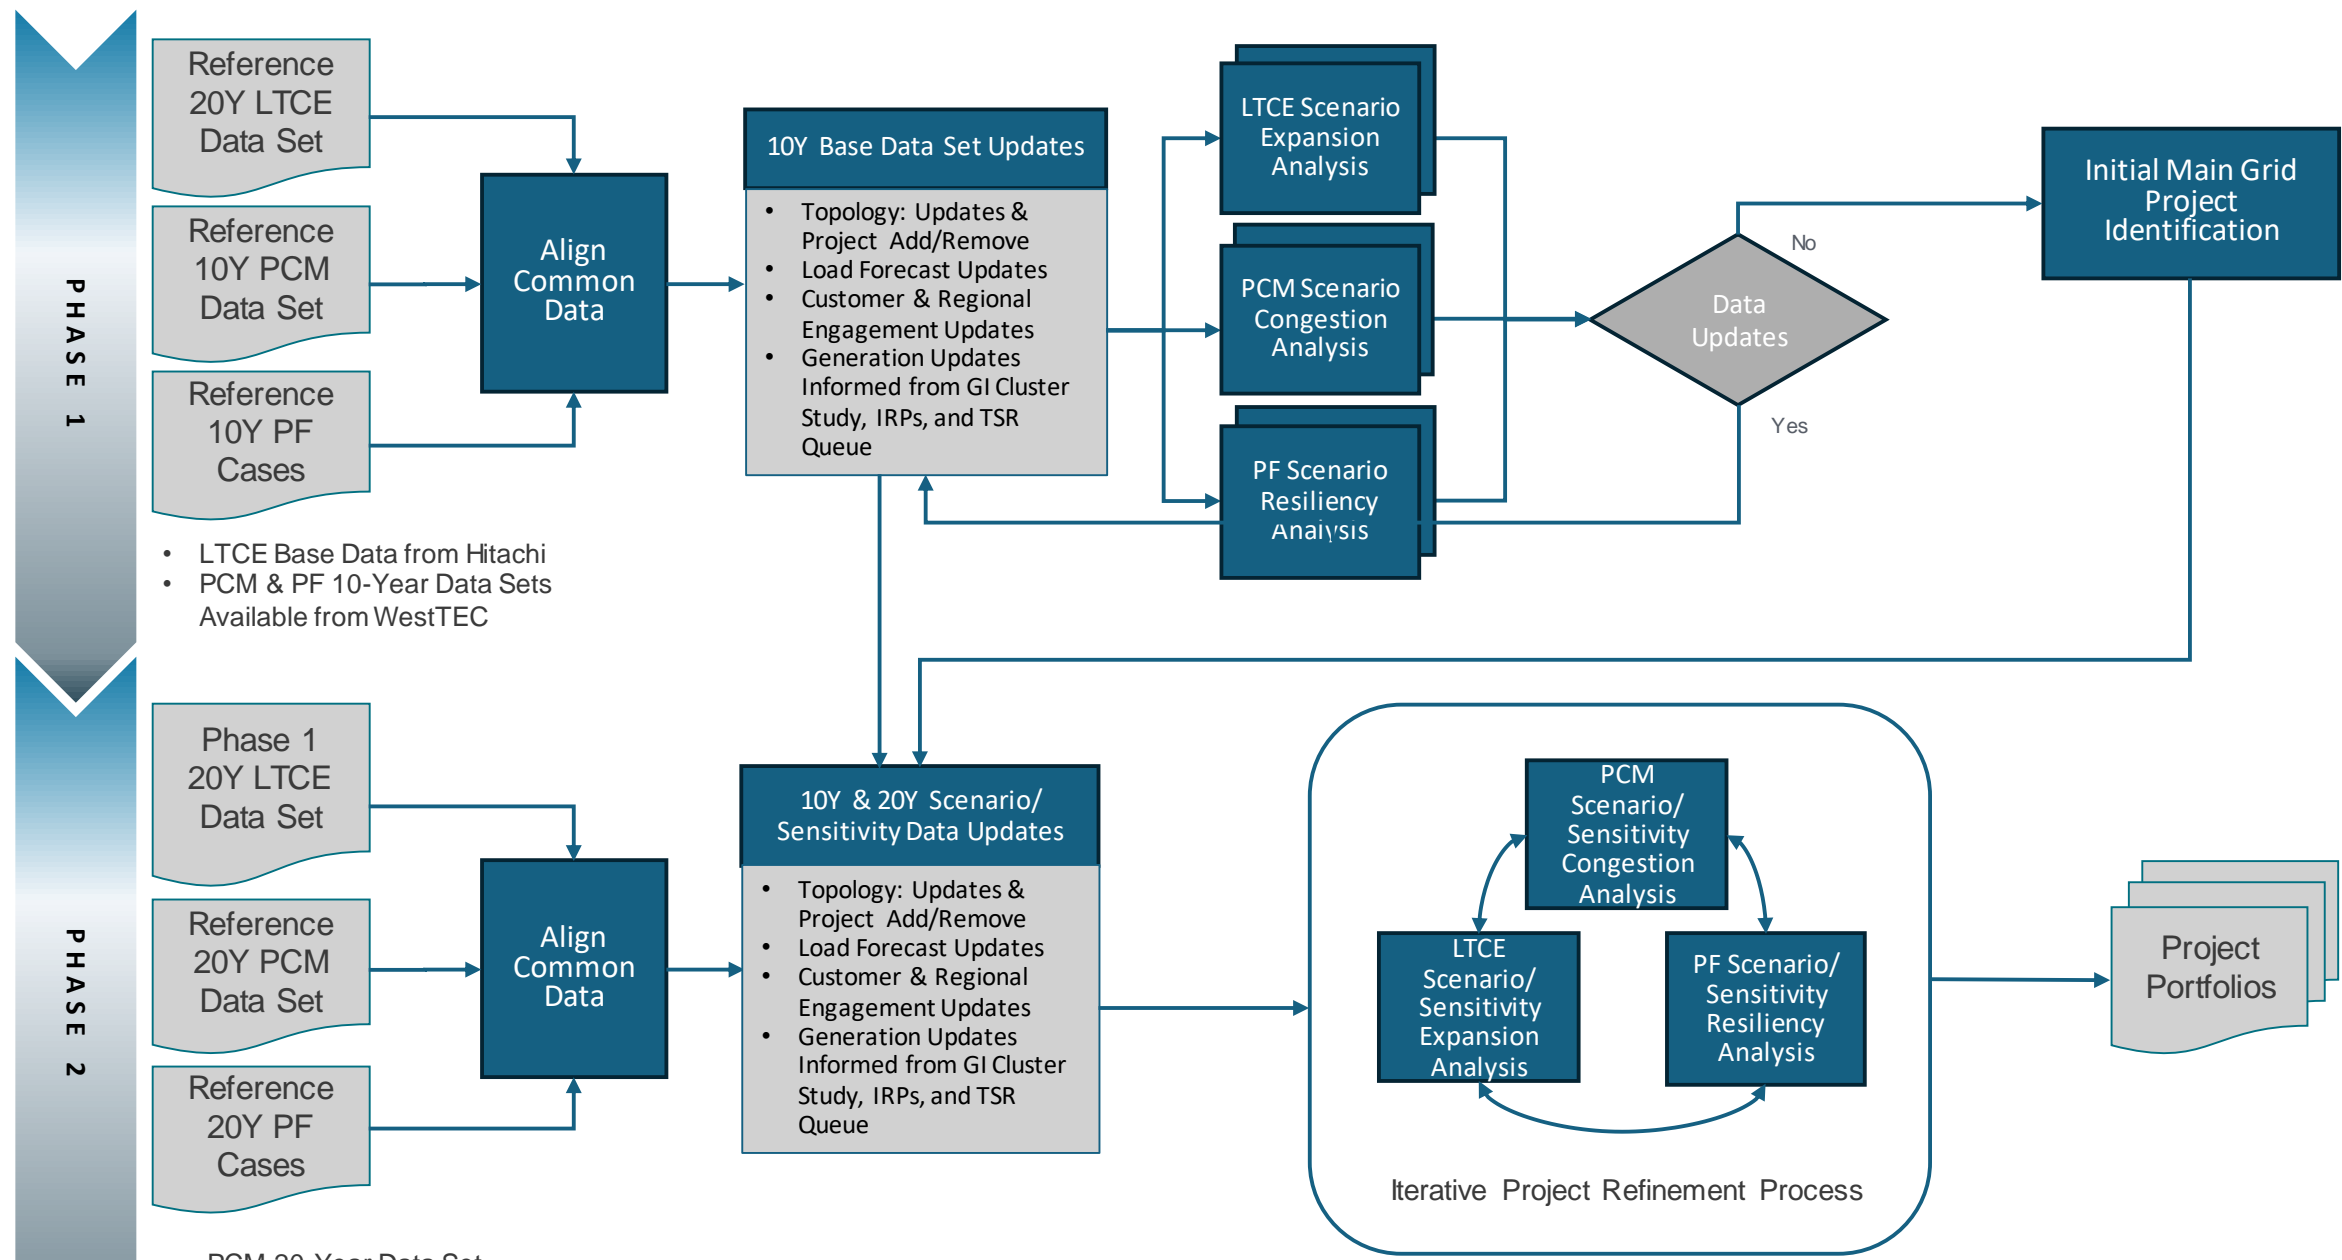 PHASE 1
Reference
20Y LTCE
Data Set
Reference
10Y PCM
Data Set
Reference
10Y PF
Cases
• LTCE Base Data from Hitachi
• PCM & PF 10-Year Data Sets
Available from WestTEC
Align
Common
Data
10Y Base Data Set Updates
• Topology: Updates &
Project Add/Remove
• Load Forecast Updates
• Customer & Regional
Engagement Updates
• Generation Updates
Informed from GI Cluster
Study, IRPs, and TSR
Queue
LTCE Scenario
Expansion
Analysis
PCM Scenario
Congestion
Analysis
PF Scenario
Resiliency
Analysis
Data
Updates
No
Yes
Initial Main Grid
Project
Identification
PHASE 2
Phase 1
20Y LTCE
Data Set
Reference
20Y PCM
Data Set
Reference
20Y PF
Cases
PCM 20-Year Data Set
Align
Common
Data
10Y & 20Y Scenario/
Sensitivity Data Updates
• Topology: Updates &
Project Add/Remove
• Load Forecast Updates
• Customer & Regional
Engagement Updates
• Generation Updates
Informed from GI Cluster
Study, IRPs, and TSR
Queue
PCM
Scenario/
Sensitivity
Congestion
Analysis
LTCE
Scenario/
Sensitivity
Expansion
Analysis
PF Scenario/
Sensitivity
Resiliency
Analysis
Iterative Project Refinement Process
Project
Portfolios